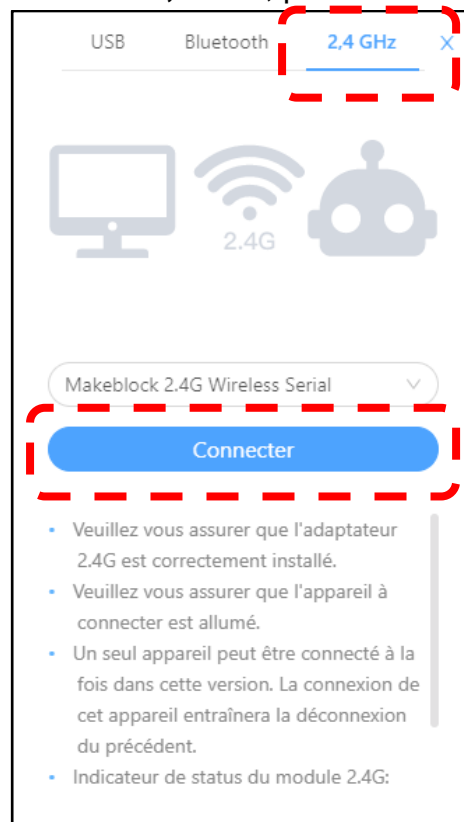 USB Bluetooth 2,4 GHz X
2.4G
Makeblock 2.4G Wireless Serial
Connecter
• Veuillez vous assurer que l'adaptateur
2.4G est correctement installé.
• Veuillez vous assurer que l'appareil à
connecter est allumé.
• Un seul appareil peut être connecté à la
fois dans cette version. La connexion de
cet appareil entraînera la déconnexion
du précédent.
• Indicateur de status du module 2.4G: